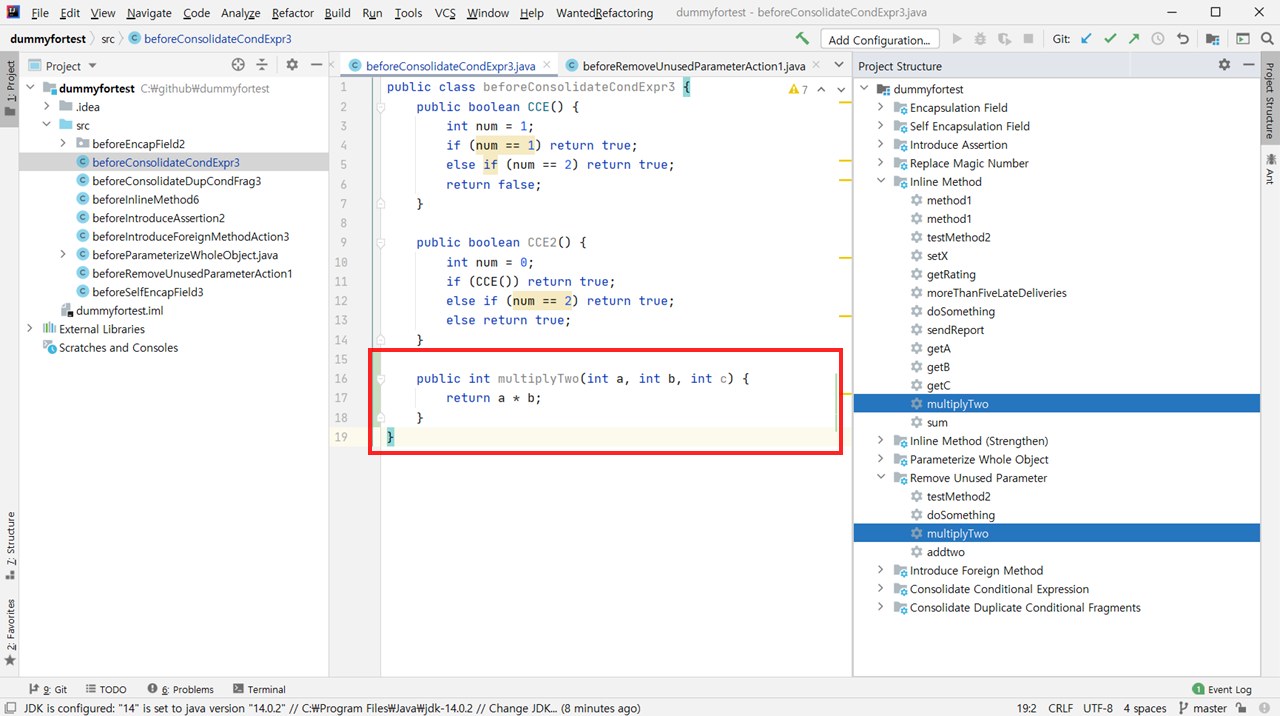 File Edit View Navigate Code Analyze Refactor Build Run Tools VCS Window Help WantedRefactoring dummyfortest - beforeConsolidateCondExpr3.java
dummyfortest src beforeConsolidateCondExpr3 Add Configuration... Git:
1: Project
Project
dummyfortest C:₩github₩dummyfortest
.idea
src
beforeEncapField2
beforeConsolidateCondExpr3
beforeConsolidateDupCondFrag3
beforeInlineMethod6
beforeIntroduceAssertion2
beforeIntroduceForeignMethodAction3
beforeParameterizeWholeObject.java
beforeRemoveUnusedParameterAction1
beforeSelfEncapField3
dummyfortest.iml
External Libraries
Scratches and Consoles
Z: Structure
2: Favorites
beforeConsolidateCondExpr3.java beforeRemoveUnusedParameterAction1.java
7
1 public class beforeConsolidateCondExpr3 {
2 public boolean CCE() {
3 int num = 1;
4 if (num == 1) return true;
5 else if (num == 2) return true;
6 return false;
7 }
8
9 public boolean CCE2() {
10 int num = 0;
11 if (CCE()) return true;
12 else if (num == 2) return true;
13 else return true;
14 }
15
16 public int multiplyTwo(int a, int b, int c) {
17 return a * b;
18 }
19 }
Project Structure
dummyfortest
Encapsulation Field
Self Encapsulation Field
Introduce Assertion
Replace Magic Number
Inline Method
method1
method1
testMethod2
setX
getRating
moreThanFiveLateDeliveries
doSomething
sendReport
getA
getB
getC
multiplyTwo
sum
Inline Method (Strengthen)
Parameterize Whole Object
Remove Unused Parameter
testMethod2
doSomething
multiplyTwo
addtwo
Introduce Foreign Method
Consolidate Conditional Expression
Consolidate Duplicate Conditional Fragments
Project Structure
Ant
9: Git TODO 6: Problems Terminal 1 Event Log
JDK is configured: "14" is set to java version "14.0.2" // C:₩Program Files₩Java₩jdk-14.0.2 // Change JDK... (8 minutes ago) 19:2 CRLF UTF-8 4 spaces master